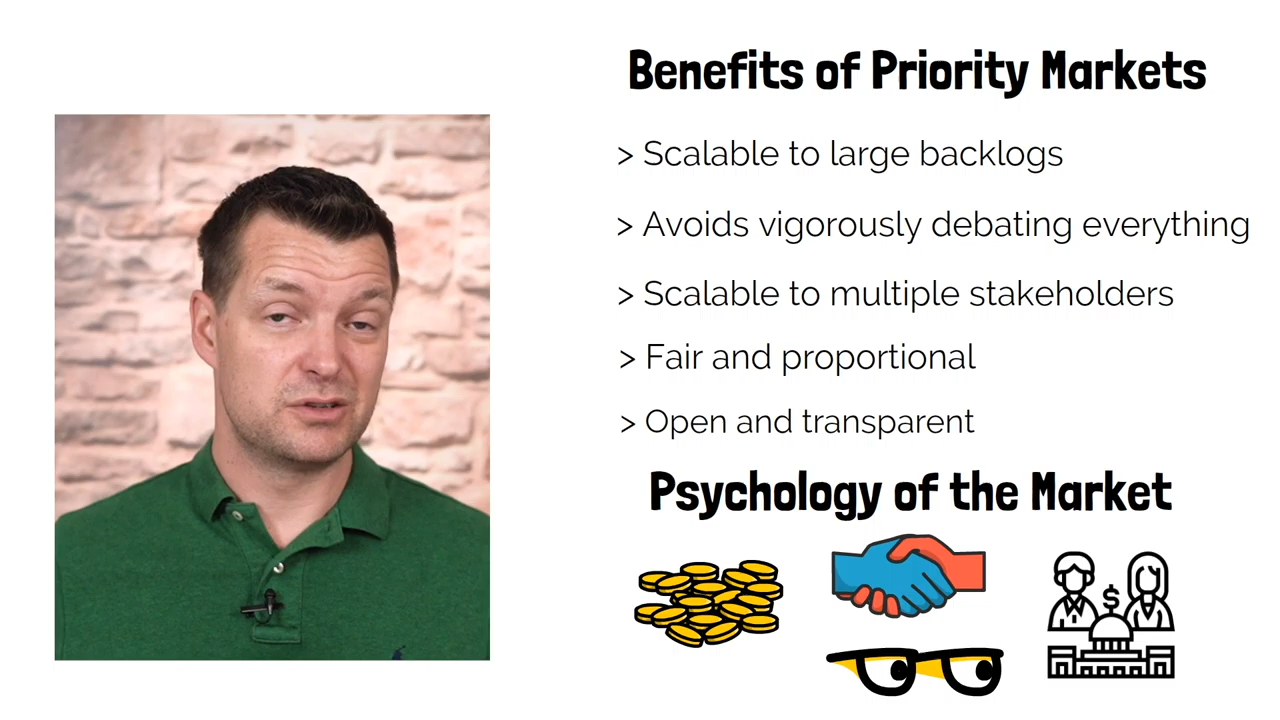 Benefits of Priority Markets
> Scalable to large backlogs
> Avoids vigorously debating everything
> Scalable to multiple stakeholders
> Fair and proportional
> Open and transparent
Psychology of the Market
$